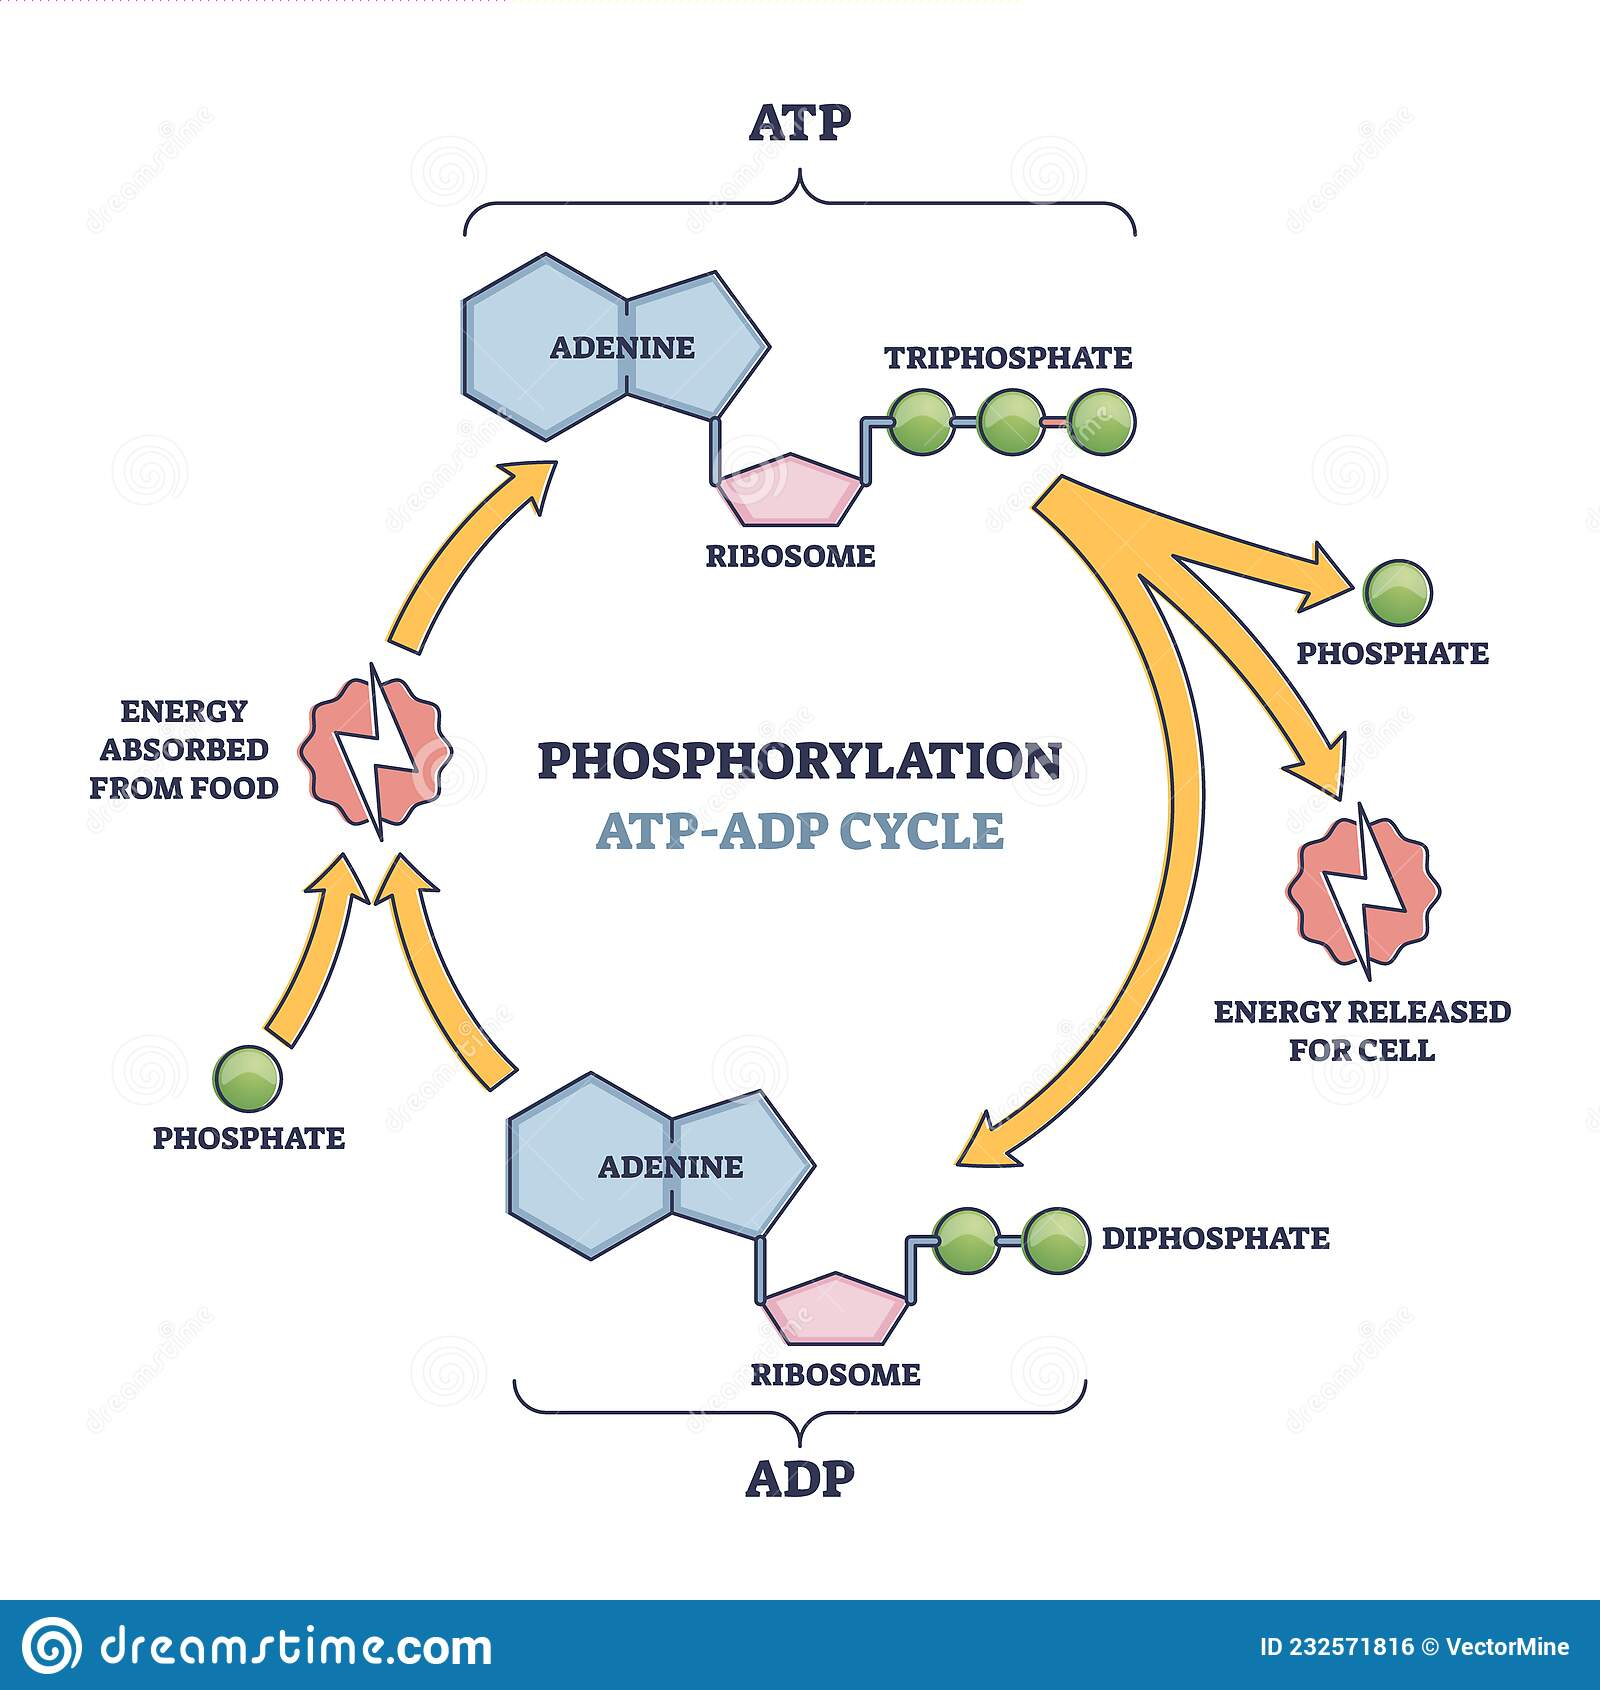 ATP
ADENINE
TRIPHOSPHATE
RIBOSOME
PHOSPHATE
ENERGY
ABSORBED
FROM FOOD
PHOSPHORYLATION
ATP-ADP CYCLE
ENERGY RELEASED
FOR CELL
PHOSPHATE
ADENINE
DIPHOSPHATE
RIBOSOME
ADP
dreamstime.com
ID 232571816 © VectorMine